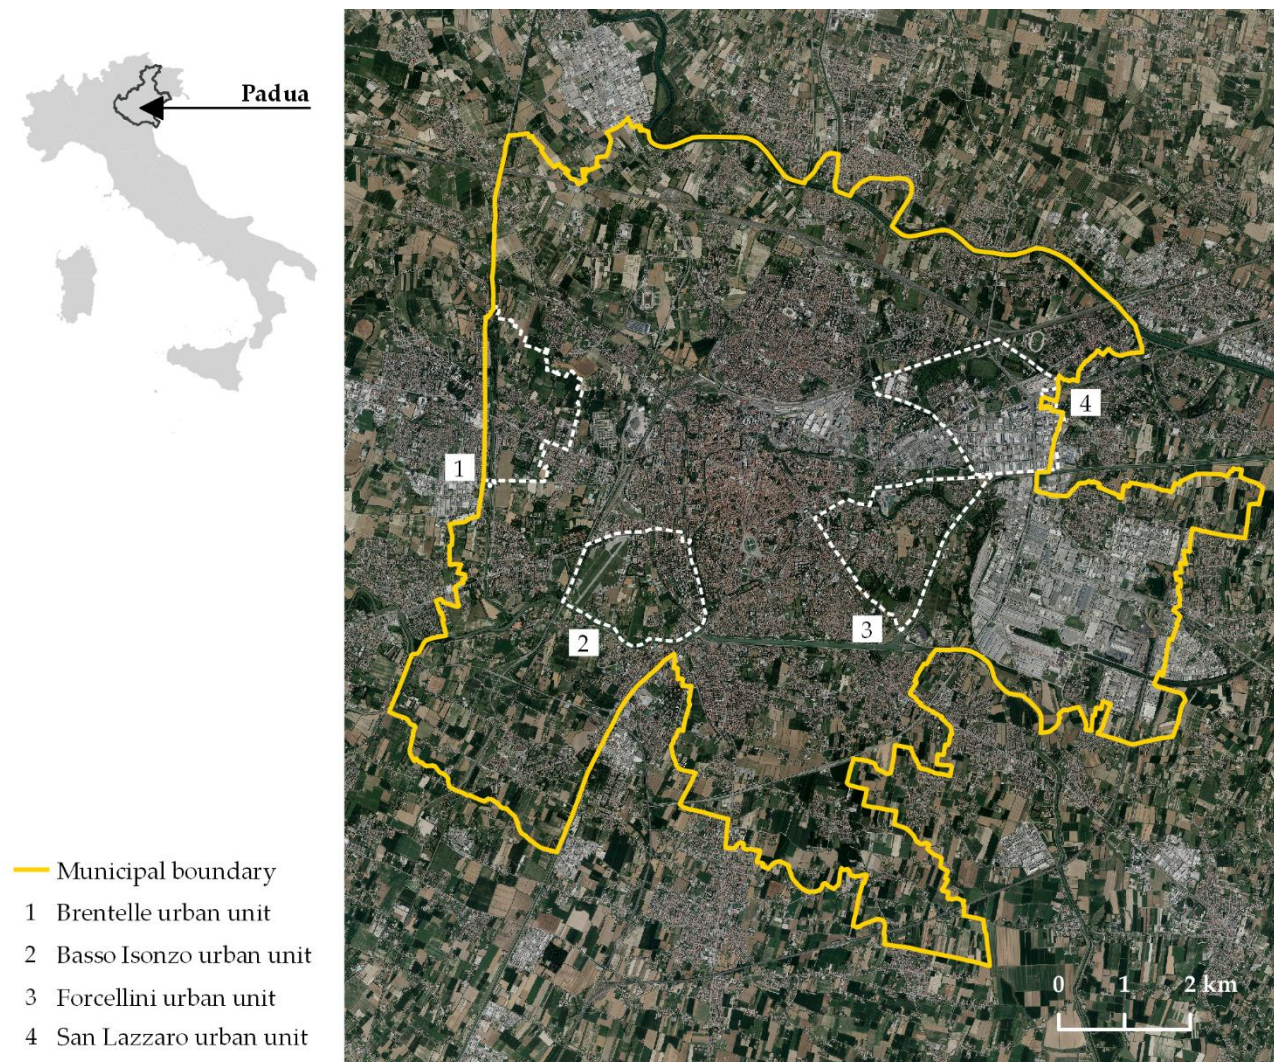 Padua
1
2
3
4
Municipal boundary
1 Brentelle urban unit
2 Basso Isonzo urban unit
3 Forcellini urban unit
4 San Lazzaro urban unit
0 1 2 km